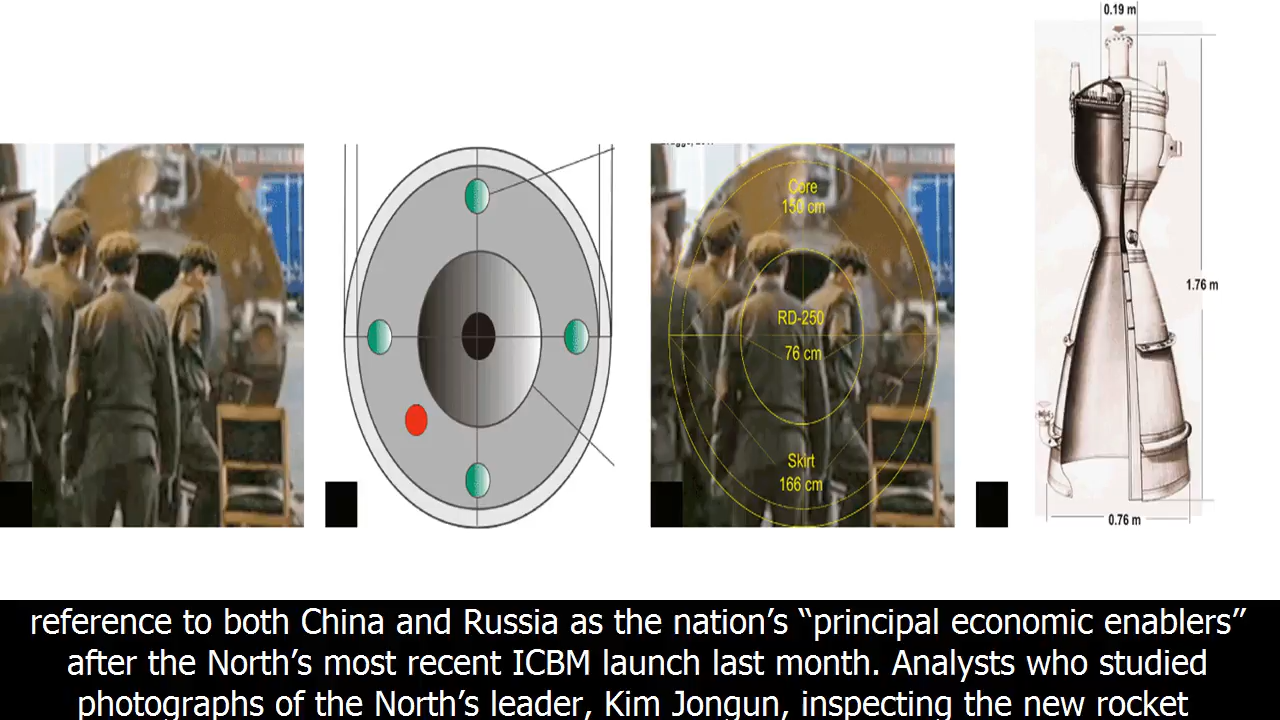 0.19 m
Core
150 cm
RD-250
76 cm
Skirt
166 cm
1.76 m
0.76 m
reference to both China and Russia as the nation’s “principal economic enablers”
after the North’s most recent ICBM launch last month. Analysts who studied
photographs of the North’s leader, Kim Jongun, inspecting the new rocket